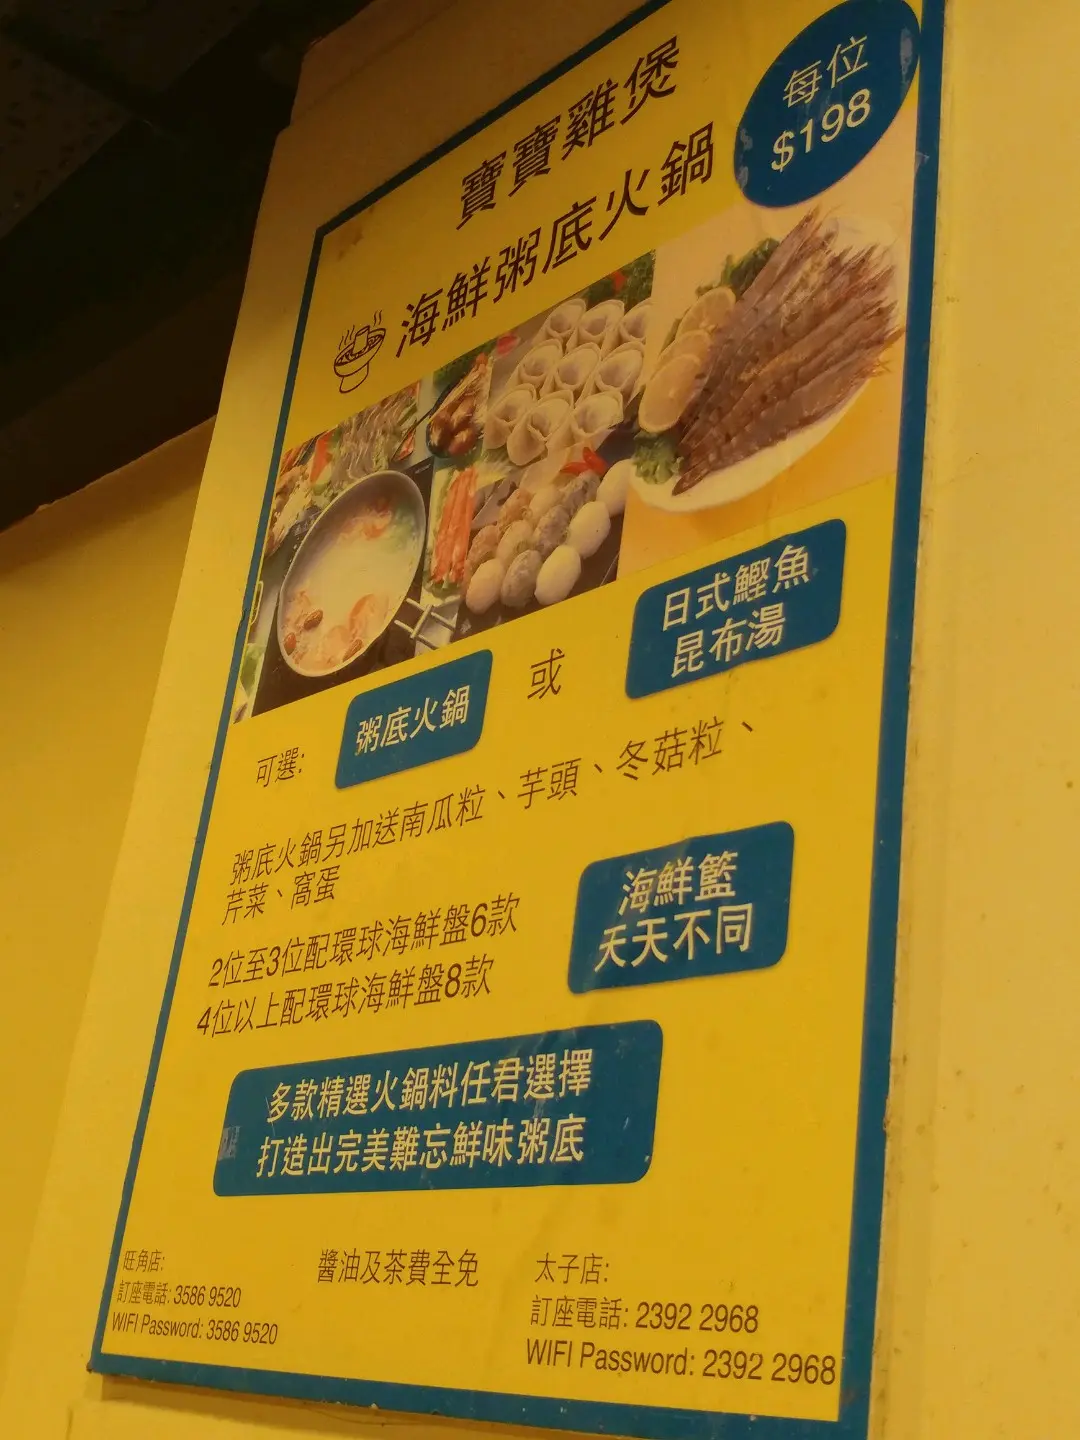 每位
$198
寶寶雞煲
海鮮粥底火鍋
可選:
粥底火鍋
或
日式鰹魚
昆布湯
粥底火鍋另加送南瓜粒、芋頭、冬菇粒、
芹菜、窩蛋
2位至3位配環球海鮮盤6款
4位以上配環球海鮮盤8款
海鮮籃
天天不同
多款精選火鍋料任君選擇
打造出完美難忘鮮味粥底
旺角店:
訂座電話: 3586 9520
WIFI Password: 3586 9520
醬油及茶費全免
太子店:
訂座電話: 2392 2968
WIFI Password: 2392 2968